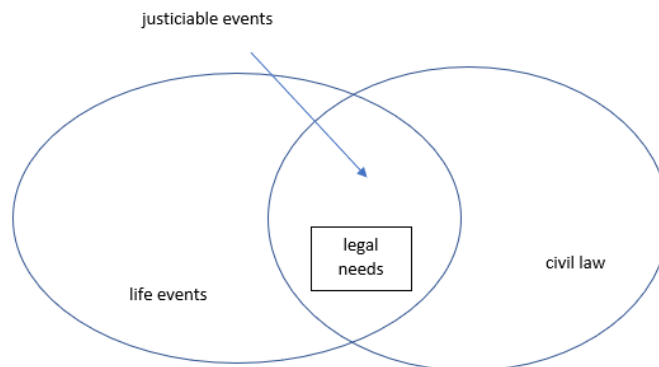 justiciable events
legal
needs
civil law
life events